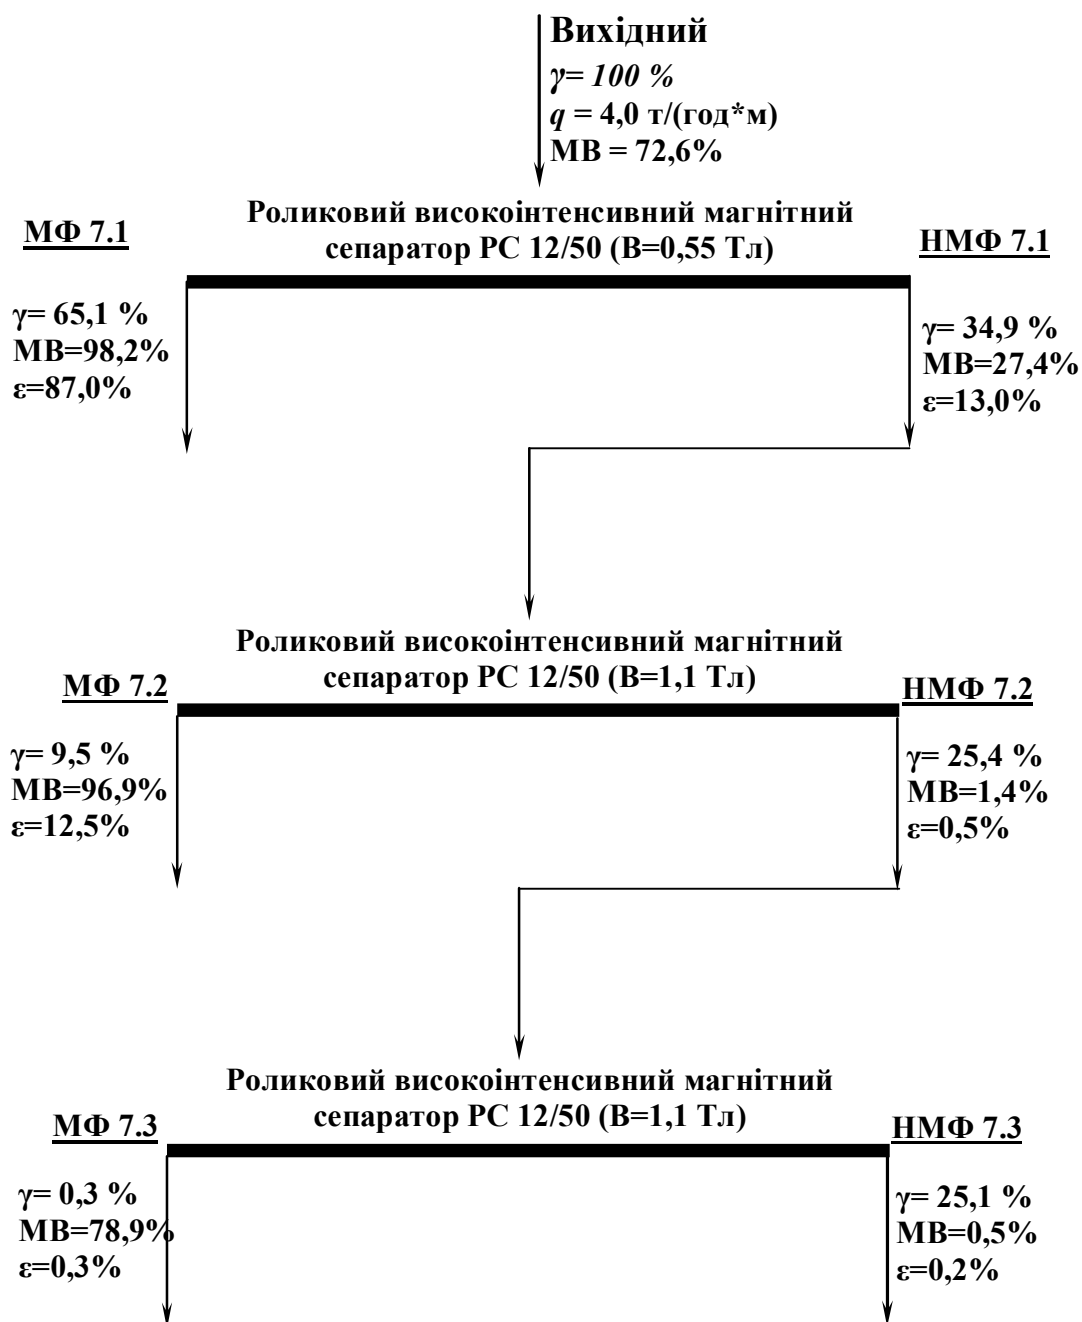 Вихідний
γ= 100 %
q = 4,0 т/(год*м)
МВ = 72,6%
Роликовий високоінтенсивний магнітний
сепаратор РС 12/50 (В=0,55 Тл)
МФ 7.1
НМФ 7.1
γ= 65,1 %
МВ=98,2%
ε=87,0%
γ= 34,9 %
МВ=27,4%
ε=13,0%
Роликовий високоінтенсивний магнітний
сепаратор РС 12/50 (В=1,1 Тл)
МФ 7.2
НМФ 7.2
γ= 9,5 %
МВ=96,9%
ε=12,5%
γ= 25,4 %
МВ=1,4%
ε=0,5%
Роликовий високоінтенсивний магнітний
сепаратор РС 12/50 (В=1,1 Тл)
МФ 7.3
НМФ 7.3
γ= 0,3 %
МВ=78,9%
ε=0,3%
γ= 25,1 %
МВ=0,5%
ε=0,2%